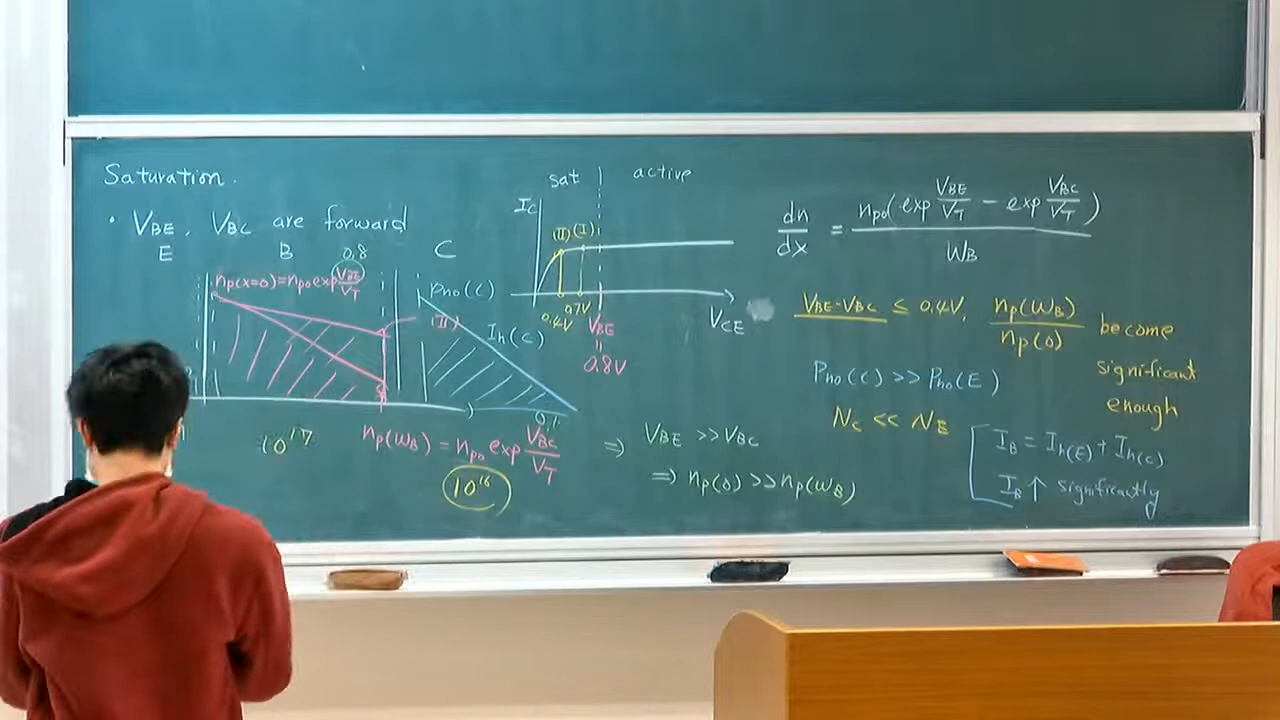 Saturation.
· VBE, VBC are forward
E B 0.8 C
np(x=0)=npo exp VBE/VT
Pno(C)
(II)
Ih(C)
10^17
np(WB) = npo exp VBC/VT
10^16
⇒ VBE >> VBC
⇒ np(0) >> np(WB)
sat | active
IC
(II) (I)
0.4V 0.7V
VBE
=
0.8V
VCE
dn/dx = npo(exp VBE/VT − exp VBC/VT) / WB
VBE-VBC ≤ 0.4V, np(WB)/np(0) become
significant
enough
Pno(C) >> Pno(E)
NC << NE
IB = Ih(E) + Ih(C)
IB ↑ significantly